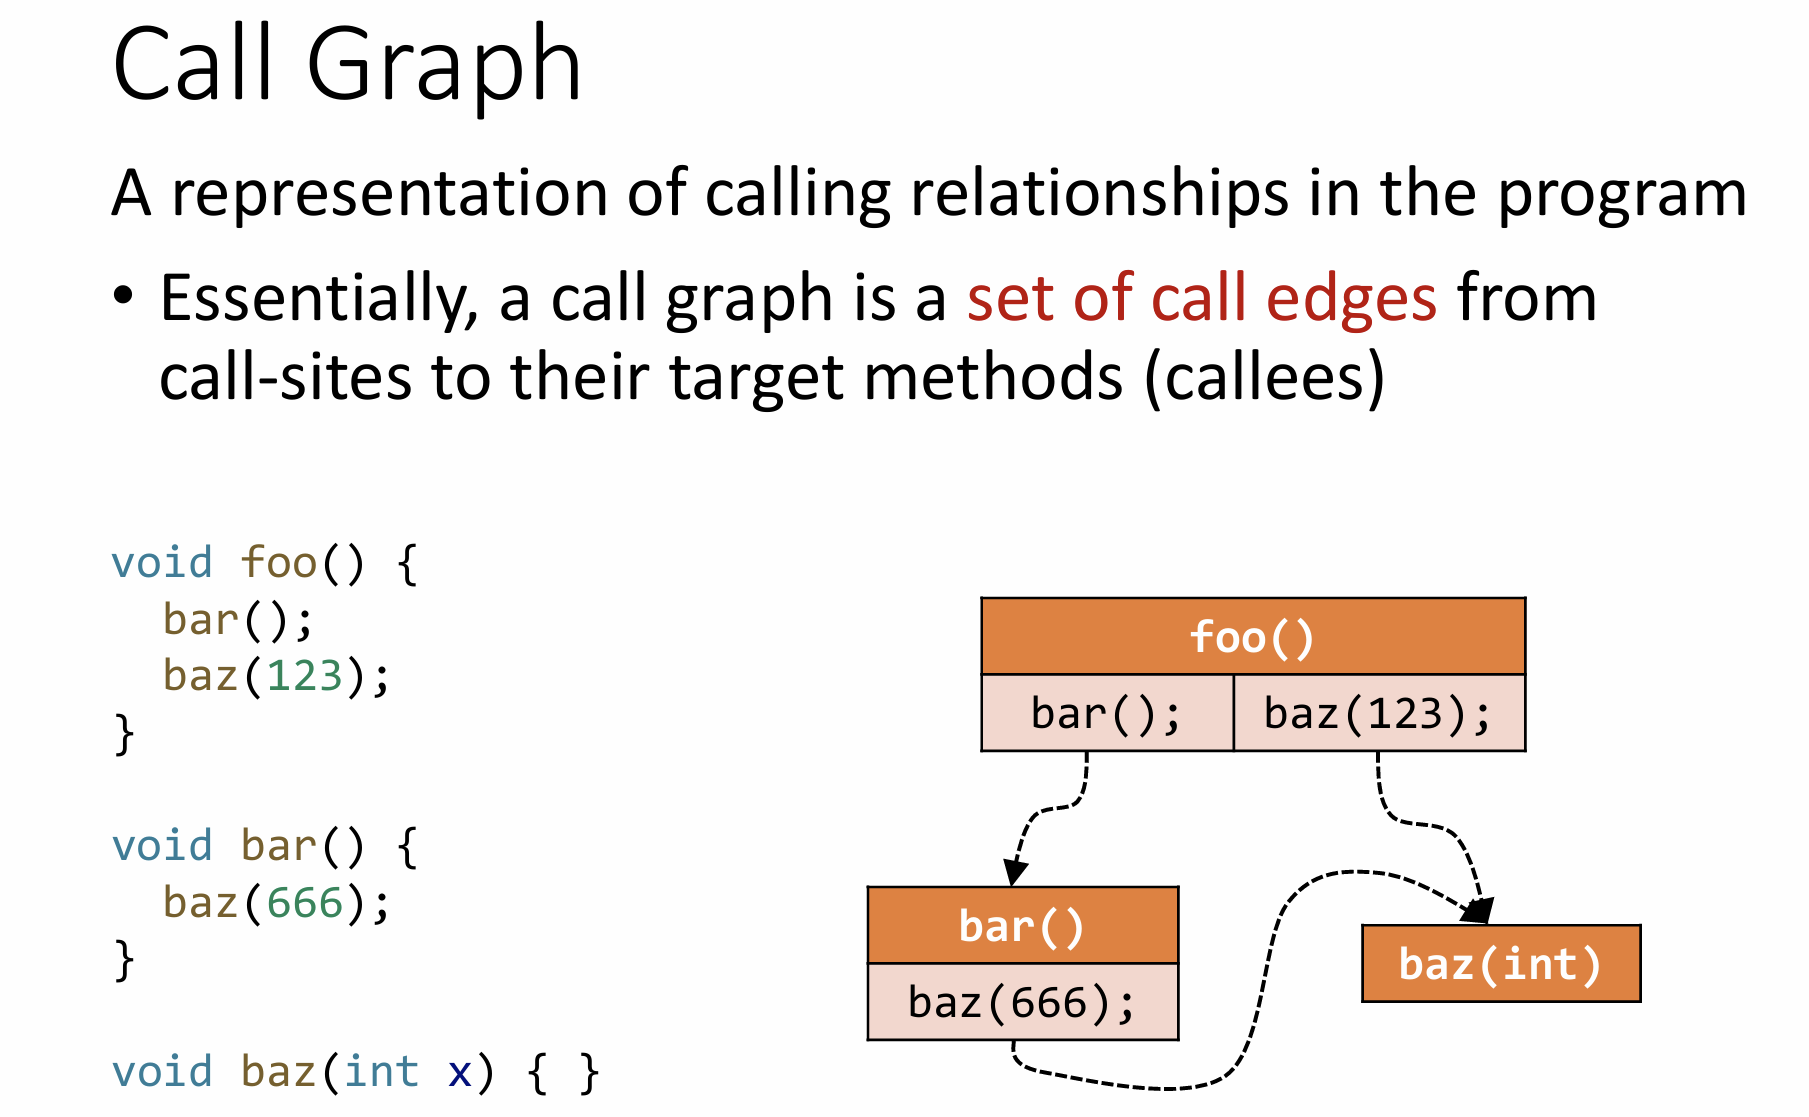 Call Graph
A representation of calling relationships in the program
• Essentially, a call graph is a set of call edges from
call-sites to their target methods (callees)
void foo() {
  bar();
  baz(123);
}
void bar() {
  baz(666);
}
void baz(int x) { }
foo()
bar(); baz(123);
bar()
baz(666);
baz(int)